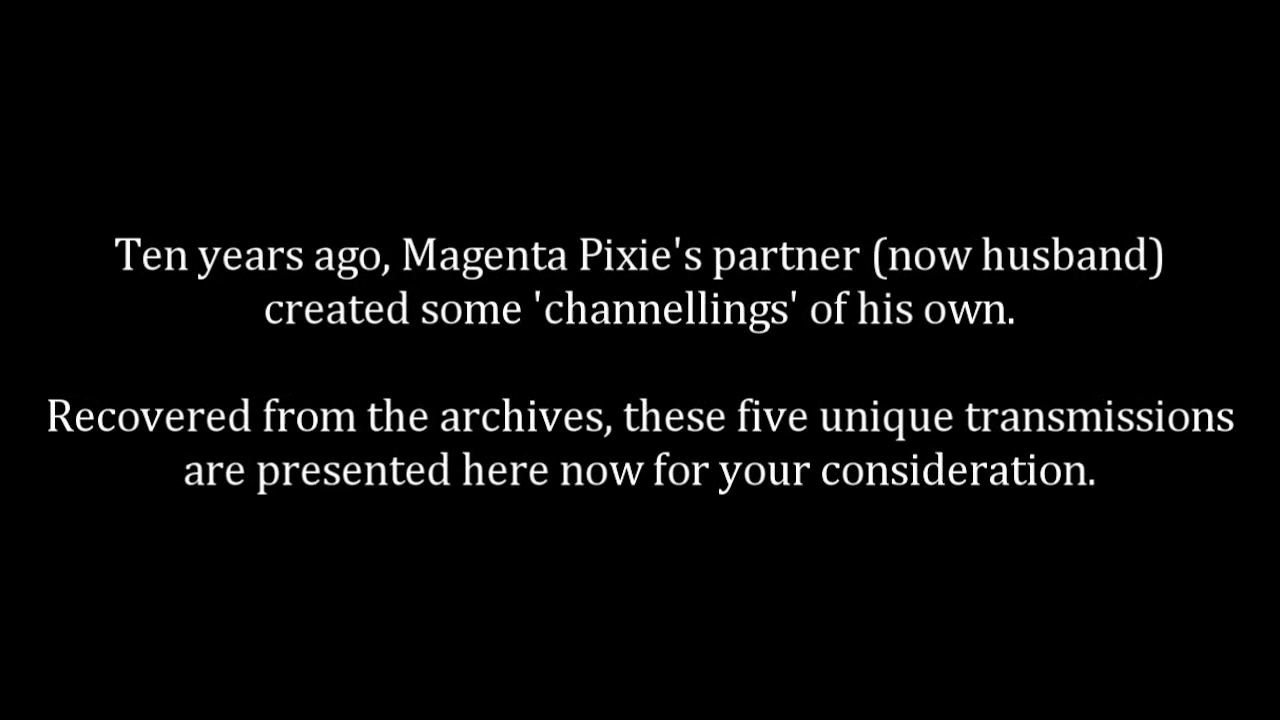 Ten years ago, Magenta Pixie's partner (now husband)
created some 'channellings' of his own.
Recovered from the archives, these five unique transmissions
are presented here now for your consideration.